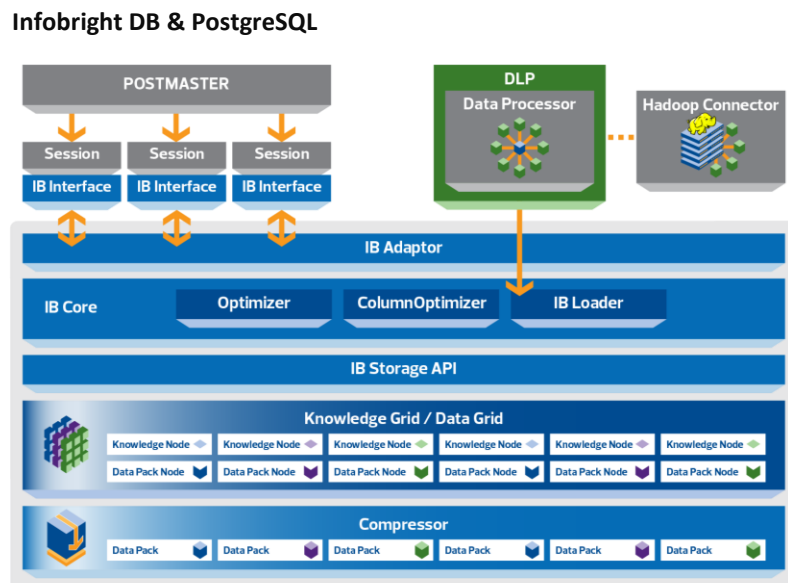 Infobright DB & PostgreSQL
POSTMASTER
DLP
Data Processor
Hadoop Connector
Session
Session
Session
IB Interface
IB Interface
IB Interface
IB Adaptor
IB Core
Optimizer
ColumnOptimizer
IB Loader
IB Storage API
Knowledge Grid / Data Grid
Knowledge Node
Knowledge Node
Knowledge Node
Knowledge Node
Knowledge Node
Knowledge Node
Data Pack Node
Data Pack Node
Data Pack Node
Data Pack Node
Data Pack Node
Data Pack Node
Compressor
Data Pack
Data Pack
Data Pack
Data Pack
Data Pack
Data Pack